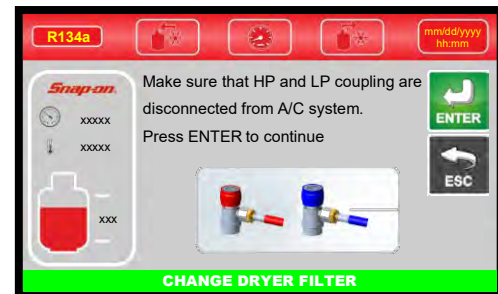 R134a
mm/dd/yyyy
hh:mm
Snap-on
xxxxx
xxxxx
xxx
Make sure that HP and LP coupling are
disconnected from A/C system.
Press ENTER to continue
ENTER
ESC
CHANGE DRYER FILTER